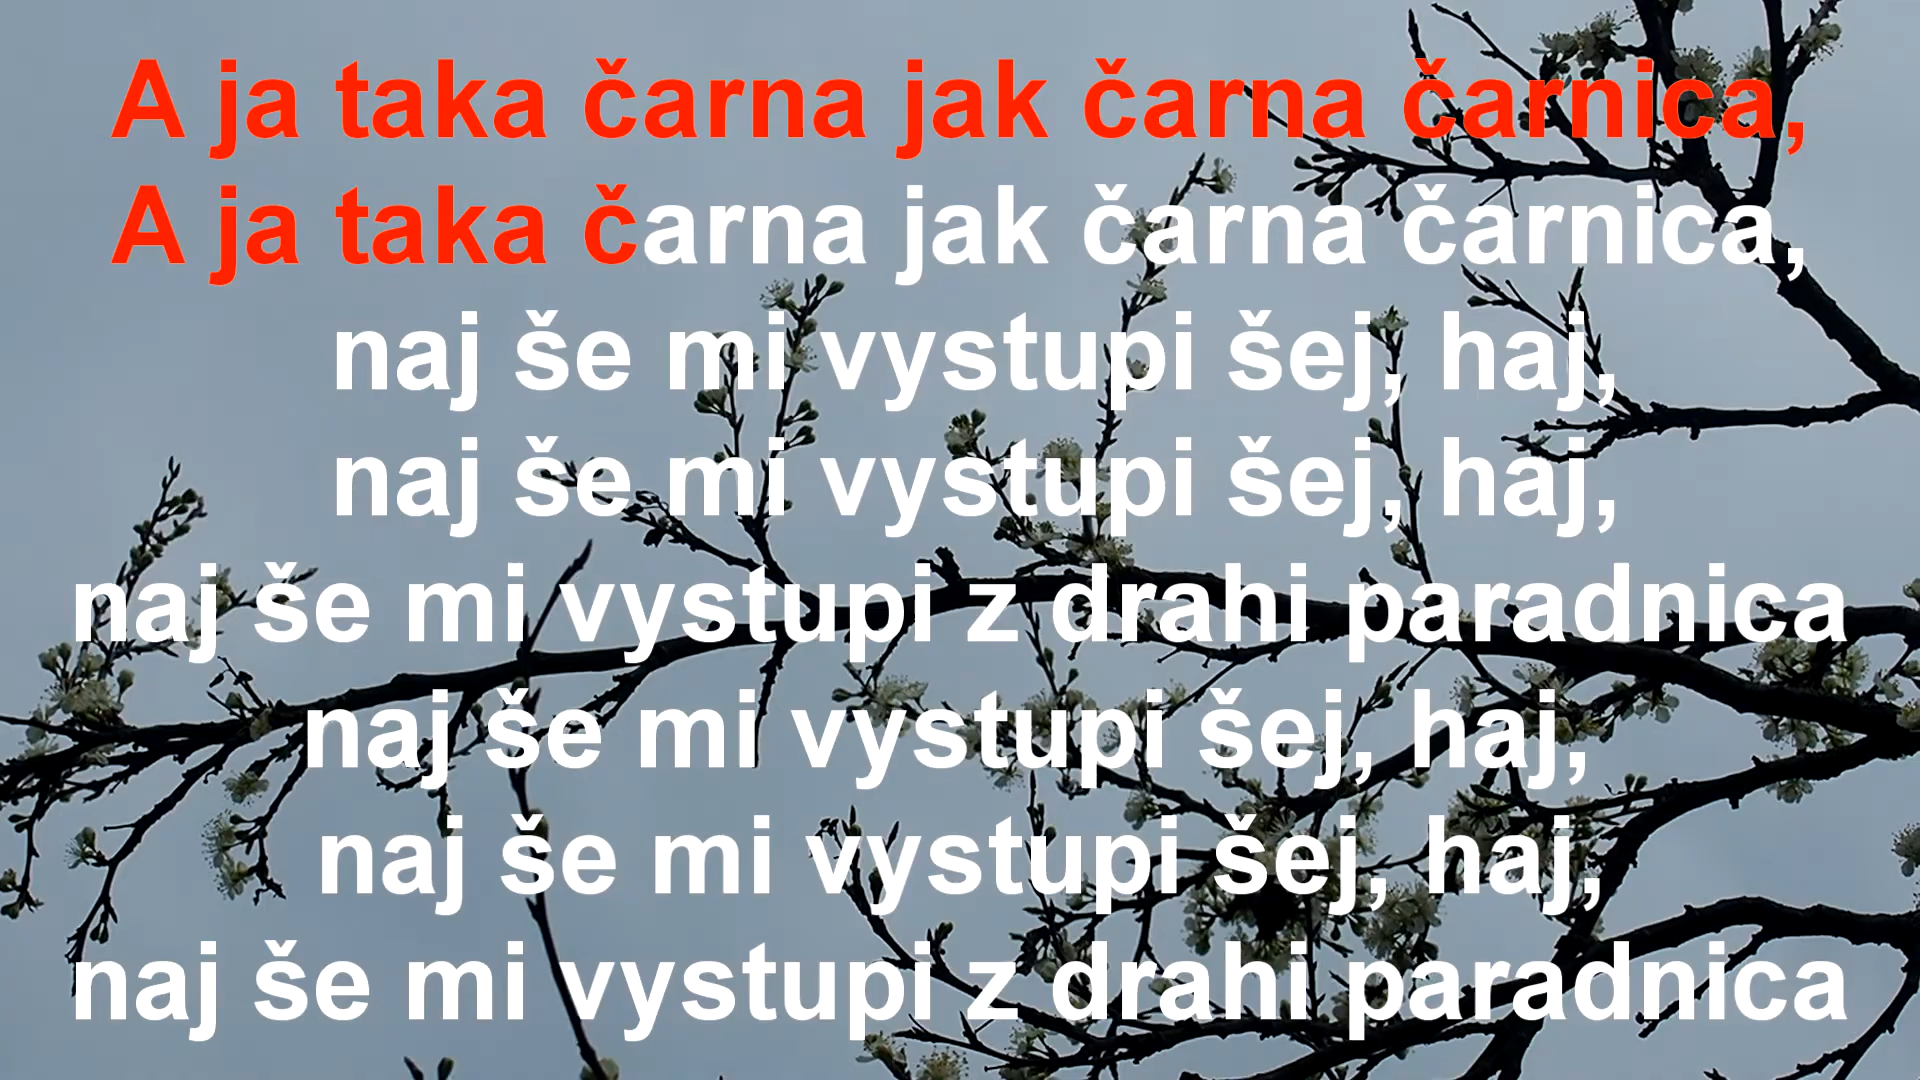 A ja taka čarna jak čarna čarnica,
A ja taka čarna jak čarna čarnica,
naj še mi vystupi šej, haj,
naj še mi vystupi šej, haj,
naj še mi vystupi z drahi paradnica
naj še mi vystupi šej, haj,
naj še mi vystupi šej, haj,
naj še mi vystupi z drahi paradnica